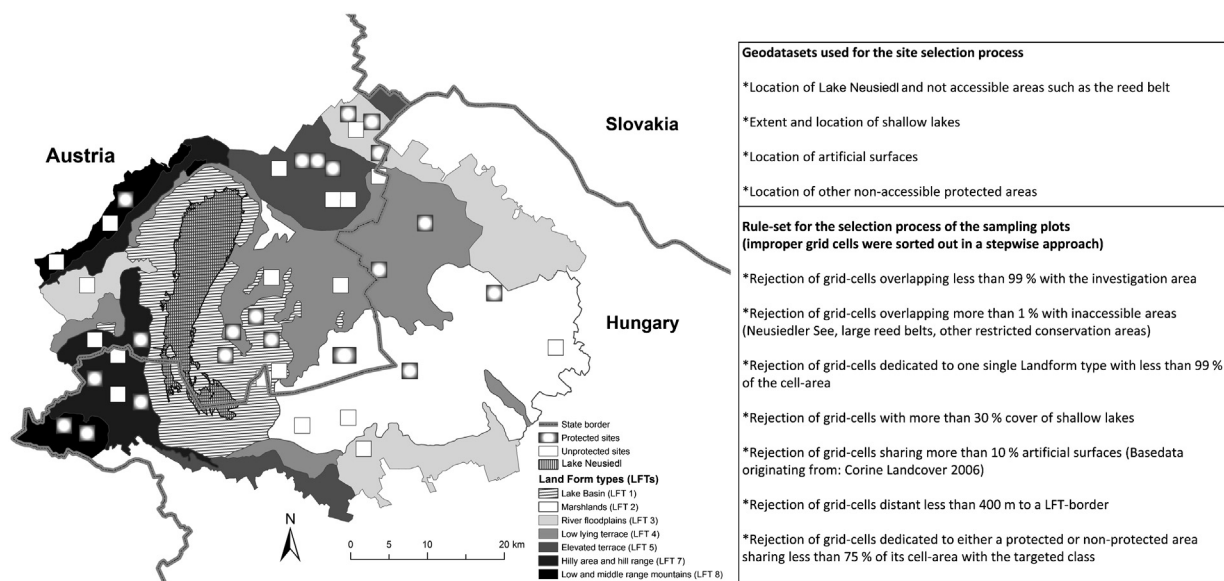 Austria
Slovakia
Hungary
N
0 10 20 km
State border
Protected sites
Unprotected sites
Lake Neusiedl
Land Form types (LFTs)
Lake Basin (LFT 1)
Marshlands (LFT 2)
River floodplains (LFT 3)
Low lying terrace (LFT 4)
Elevated terrace (LFT 5)
Hilly area and hill range (LFT 7)
Low and middle range mountains (LFT 8)
Geodatasets used for the site selection process
*Location of Lake Neusiedl and not accessible areas such as the reed belt
*Extent and location of shallow lakes
*Location of artificial surfaces
*Location of other non-accessible protected areas
Rule-set for the selection process of the sampling plots
(improper grid cells were sorted out in a stepwise approach)
*Rejection of grid-cells overlapping less than 99 % with the investigation area
*Rejection of grid-cells overlapping more than 1 % with inaccessible areas
(Neusiedler See, large reed belts, other restricted conservation areas)
*Rejection of grid-cells dedicated to one single Landform type with less than 99 %
of the cell-area
*Rejection of grid-cells with more than 30 % cover of shallow lakes
*Rejection of grid-cells sharing more than 10 % artificial surfaces (Basedata
originating from: Corine Landcover 2006)
*Rejection of grid-cells distant less than 400 m to a LFT-border
*Rejection of grid-cells dedicated to either a protected or non-protected area
sharing less than 75 % of its cell-area with the targeted class